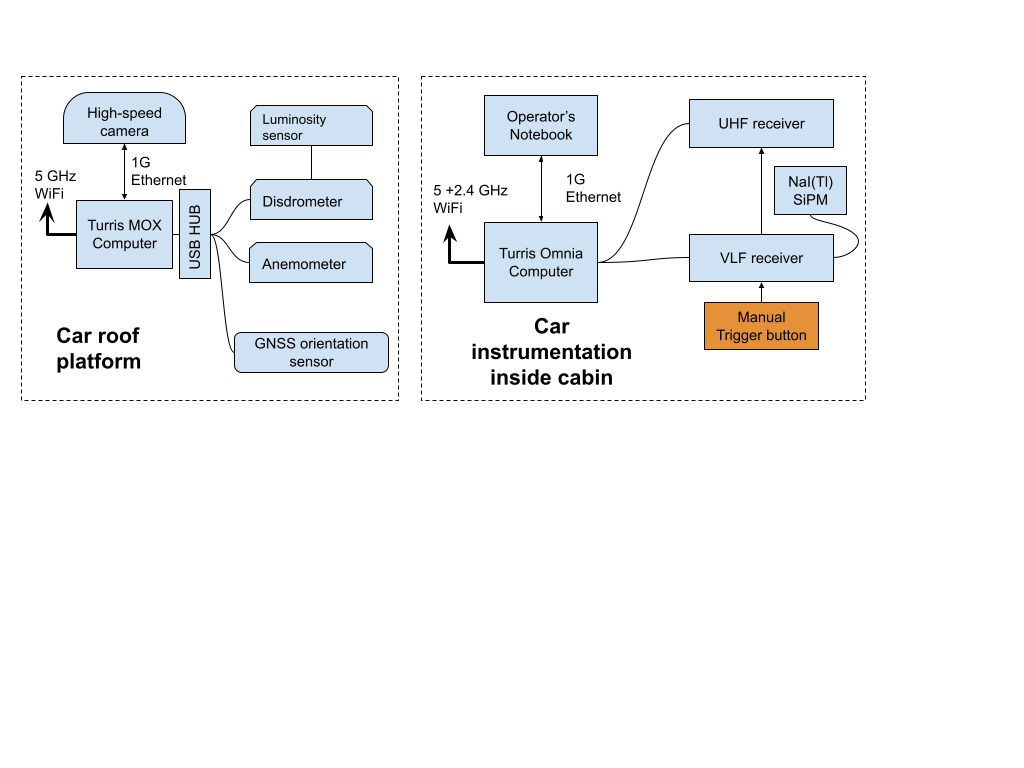 High-speed
camera
1G
Ethernet
5 GHz
WiFi
Turris MOX
Computer
USB HUB
Luminosity
sensor
Disdrometer
Anemometer
GNSS orientation
sensor
Car roof
platform
Operator's
Notebook
1G
Ethernet
5 +2.4 GHz
WiFi
Turris Omnia
Computer
UHF receiver
NaI(Tl)
SiPM
VLF receiver
Manual
Trigger button
Car
instrumentation
inside cabin